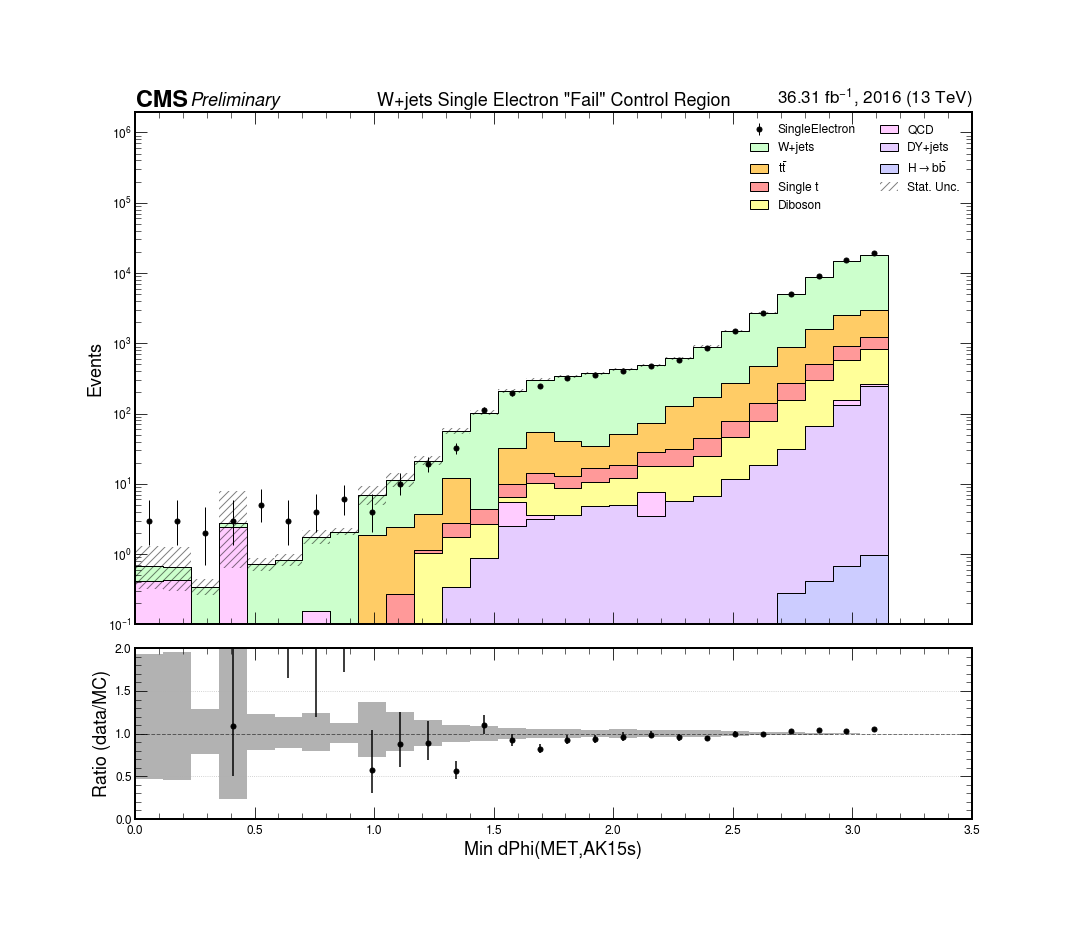 CMS Preliminary W+jets Single Electron "Fail" Control Region 36.31 fb⁻¹, 2016 (13 TeV)
SingleElectron QCD
W+jets DY+jets
tt̄ H→bb̄
Single t Stat. Unc.
Diboson
Events
10⁶
10⁵
10⁴
10³
10²
10¹
10⁰
10⁻¹
Ratio (data/MC)
2.0
1.5
1.0
0.5
0.0
0.0 0.5 1.0 1.5 2.0 2.5 3.0 3.5
Min dPhi(MET,AK15s)